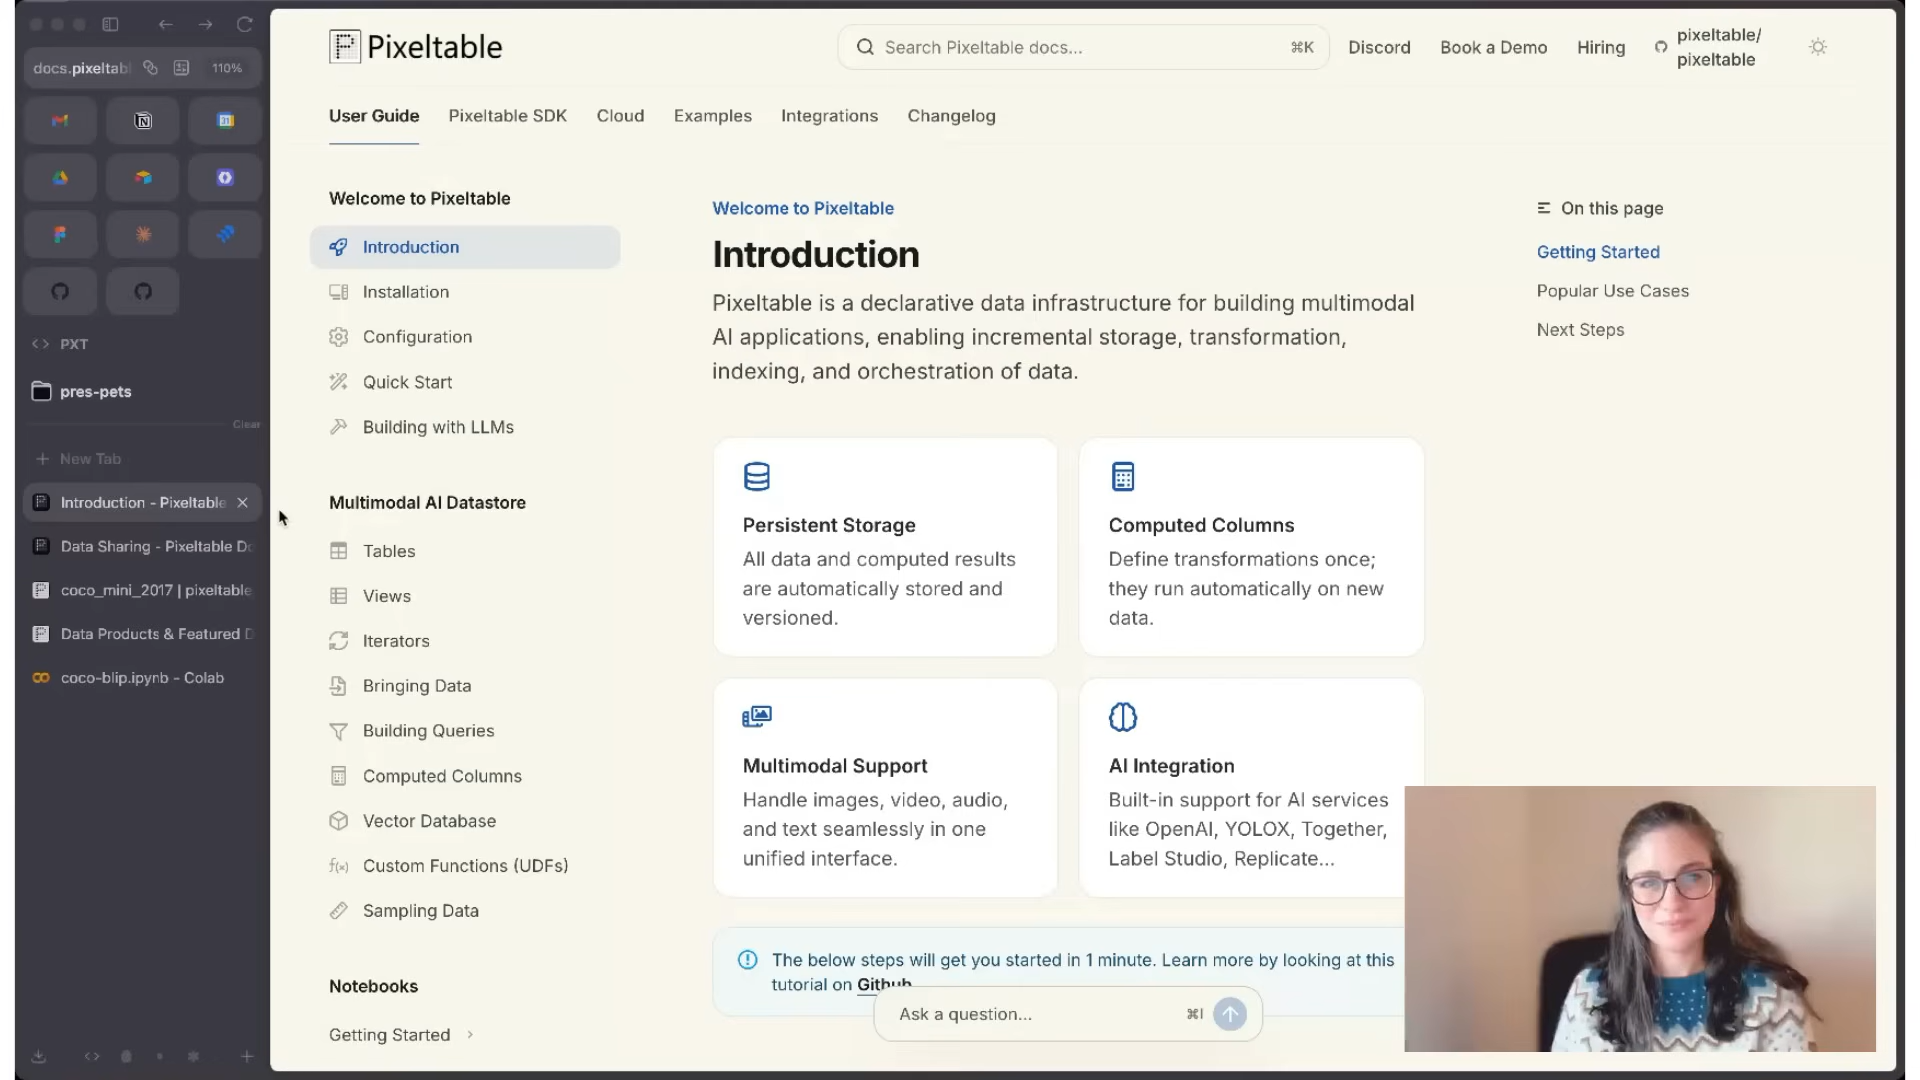 docs.pixeltabl
110%
PXT
pres-pets
Clear
New Tab
Introduction - Pixeltable
Data Sharing - Pixeltable Do
coco_mini_2017 | pixeltable
Data Products & Featured D
coco-blip.ipynb - Colab
Pixeltable
Search Pixeltable docs...
⌘K
Discord
Book a Demo
Hiring
pixeltable/
pixeltable
User Guide
Pixeltable SDK
Cloud
Examples
Integrations
Changelog
Welcome to Pixeltable
Introduction
Installation
Configuration
Quick Start
Building with LLMs
Multimodal AI Datastore
Tables
Views
Iterators
Bringing Data
Building Queries
Computed Columns
Vector Database
Custom Functions (UDFs)
Sampling Data
Notebooks
Getting Started
Welcome to Pixeltable
Introduction
Pixeltable is a declarative data infrastructure for building multimodal
AI applications, enabling incremental storage, transformation,
indexing, and orchestration of data.
Persistent Storage
All data and computed results
are automatically stored and
versioned.
Computed Columns
Define transformations once;
they run automatically on new
data.
Multimodal Support
Handle images, video, audio,
and text seamlessly in one
unified interface.
AI Integration
Built-in support for AI services
like OpenAI, YOLOX, Together,
Label Studio, Replicate...
The below steps will get you started in 1 minute. Learn more by looking at this
tutorial on Github
Ask a question...
⌘I
On this page
Getting Started
Popular Use Cases
Next Steps